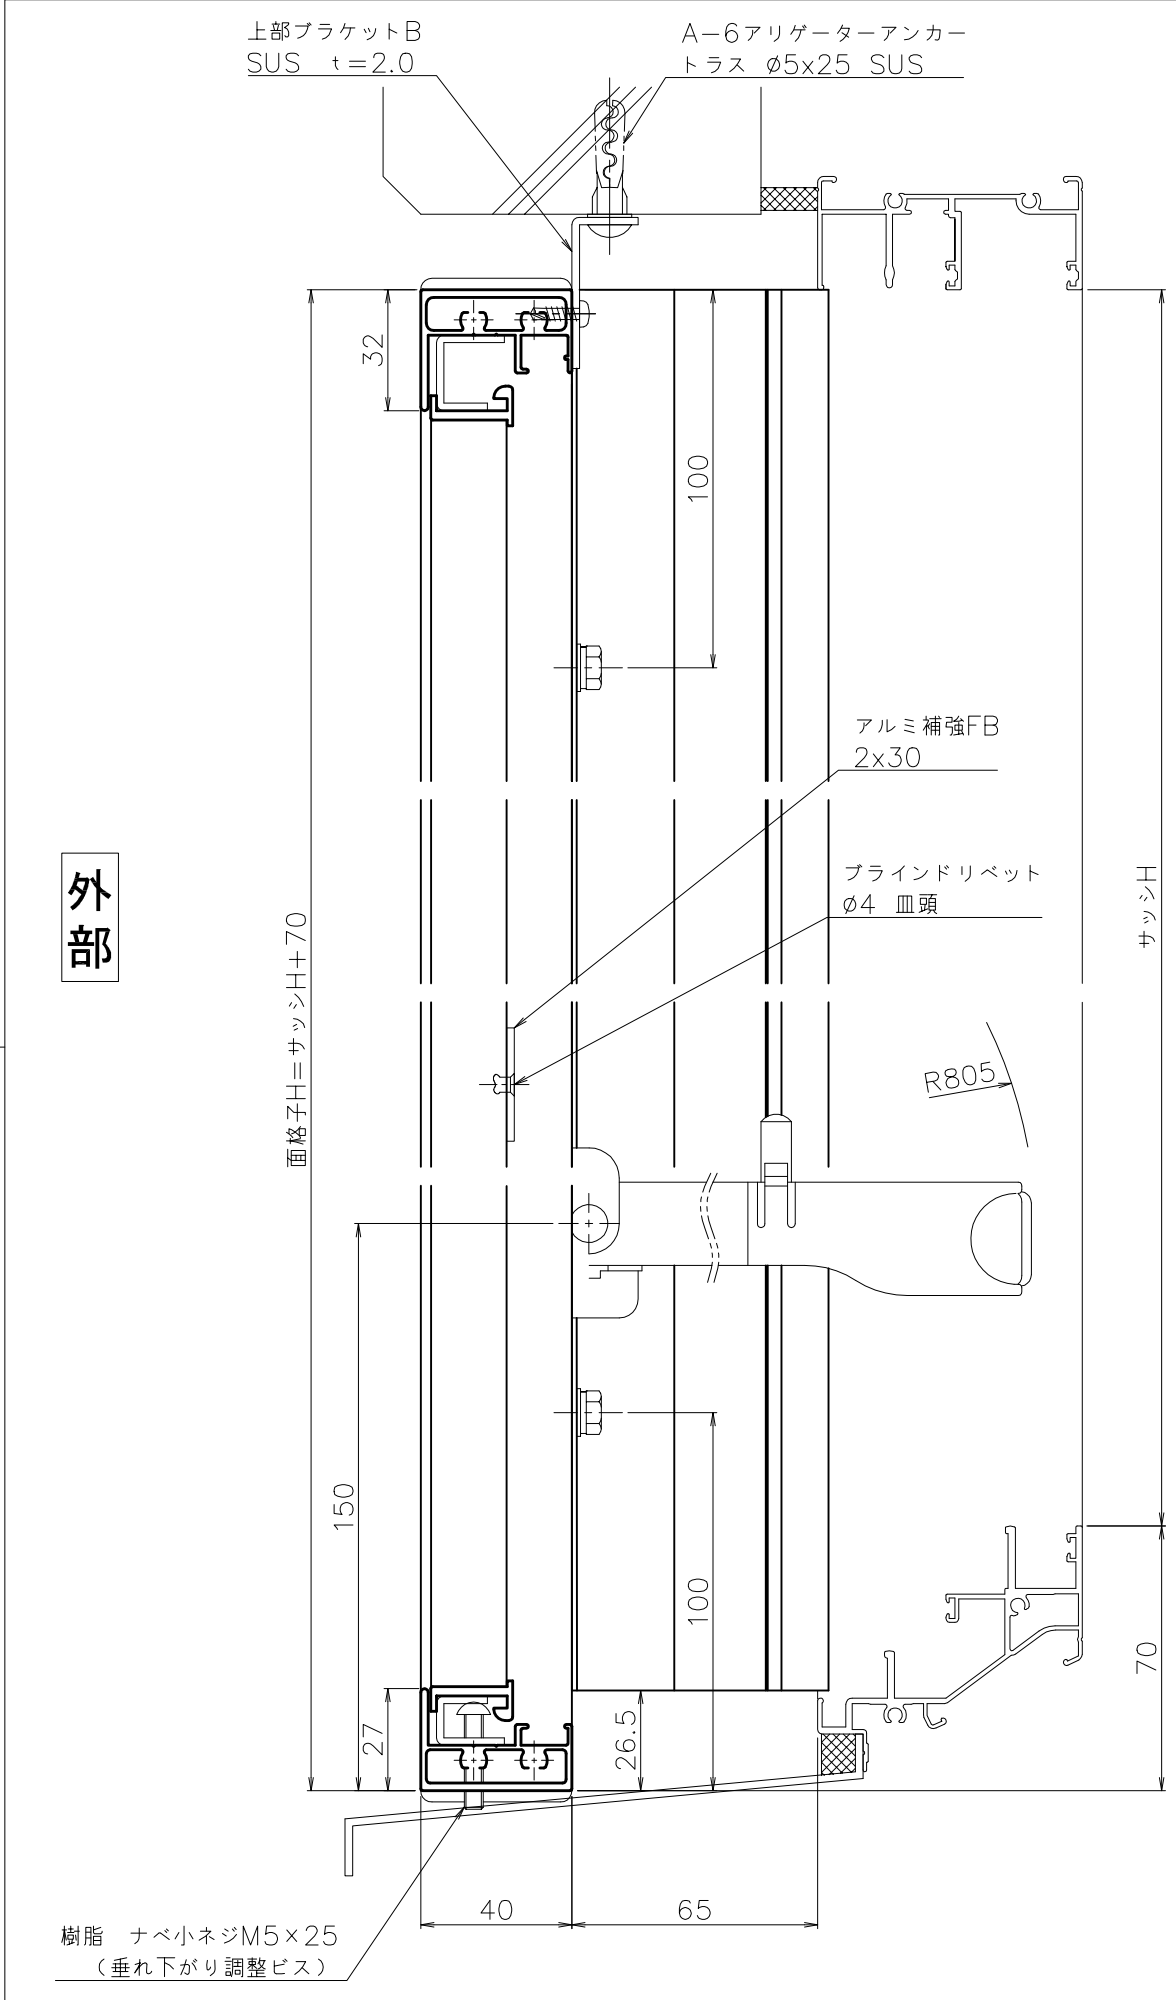 上部ブラケットB
SUS t=2.0
A−6アリゲーターアンカー
トラス ø5x25 SUS
32
100
アルミ補強FB
2x30
ブラインドリベット
ø4 皿頭
外
部
サッシH
面格子H=サッシH+70
R805
150
100
70
27
26.5
40
65
樹脂 ナベ小ネジM5×25
(垂れ下がり調整ビス)